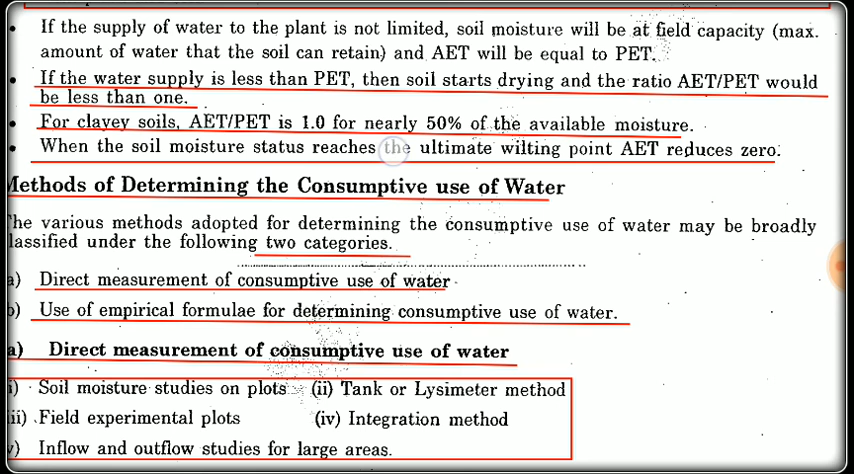 • If the supply of water to the plant is not limited, soil moisture will be at field capacity (max.
amount of water that the soil can retain) and AET will be equal to PET.
• If the water supply is less than PET, then soil starts drying and the ratio AET/PET would
be less than one.
• For clayey soils, AET/PET is 1.0 for nearly 50% of the available moisture.
• When the soil moisture status reaches the ultimate wilting point AET reduces zero.
Methods of Determining the Consumptive use of Water
The various methods adopted for determining the consumptive use of water may be broadly
lassified under the following two categories.
a) Direct measurement of consumptive use of water
b) Use of empirical formulae for determining consumptive use of water.
a) Direct measurement of consumptive use of water
i) Soil moisture studies on plots (ii) Tank or Lysimeter method
iii) Field experimental plots (iv) Integration method
v) Inflow and outflow studies for large areas.